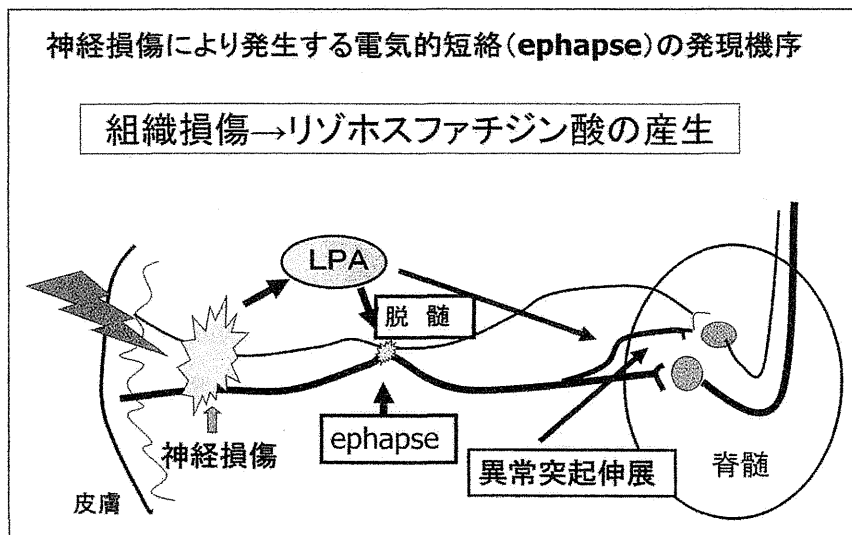 神経損傷により発生する電気的短絡(ephapse)の発現機序
組織損傷→リゾホスファチジン酸の産生
LPA
脱 髄
ephapse
神経損傷
異常突起伸展
脊髄
皮膚